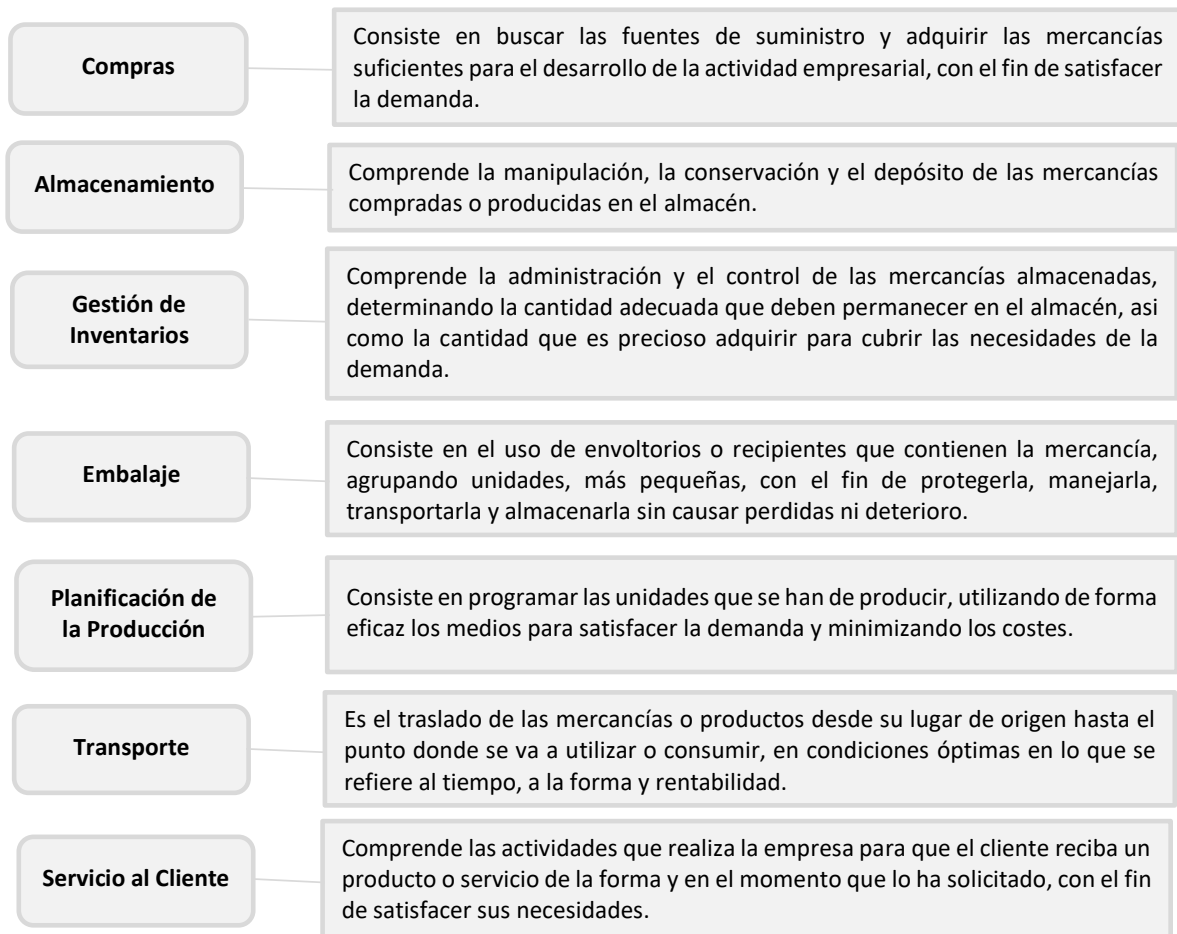 Compras
Consiste en buscar las fuentes de suministro y adquirir las mercancías
suficientes para el desarrollo de la actividad empresarial, con el fin de satisfacer
la demanda.
Almacenamiento
Comprende la manipulación, la conservación y el depósito de las mercancías
compradas o producidas en el almacén.
Gestión de
Inventarios
Comprende la administración y el control de las mercancías almacenadas,
determinando la cantidad adecuada que deben permanecer en el almacén, asi
como la cantidad que es precioso adquirir para cubrir las necesidades de la
demanda.
Embalaje
Consiste en el uso de envoltorios o recipientes que contienen la mercancía,
agrupando unidades, más pequeñas, con el fin de protegerla, manejarla,
transportarla y almacenarla sin causar perdidas ni deterioro.
Planificación de
la Producción
Consiste en programar las unidades que se han de producir, utilizando de forma
eficaz los medios para satisfacer la demanda y minimizando los costes.
Transporte
Es el traslado de las mercancías o productos desde su lugar de origen hasta el
punto donde se va a utilizar o consumir, en condiciones óptimas en lo que se
refiere al tiempo, a la forma y rentabilidad.
Servicio al Cliente
Comprende las actividades que realiza la empresa para que el cliente reciba un
producto o servicio de la forma y en el momento que lo ha solicitado, con el fin
de satisfacer sus necesidades.